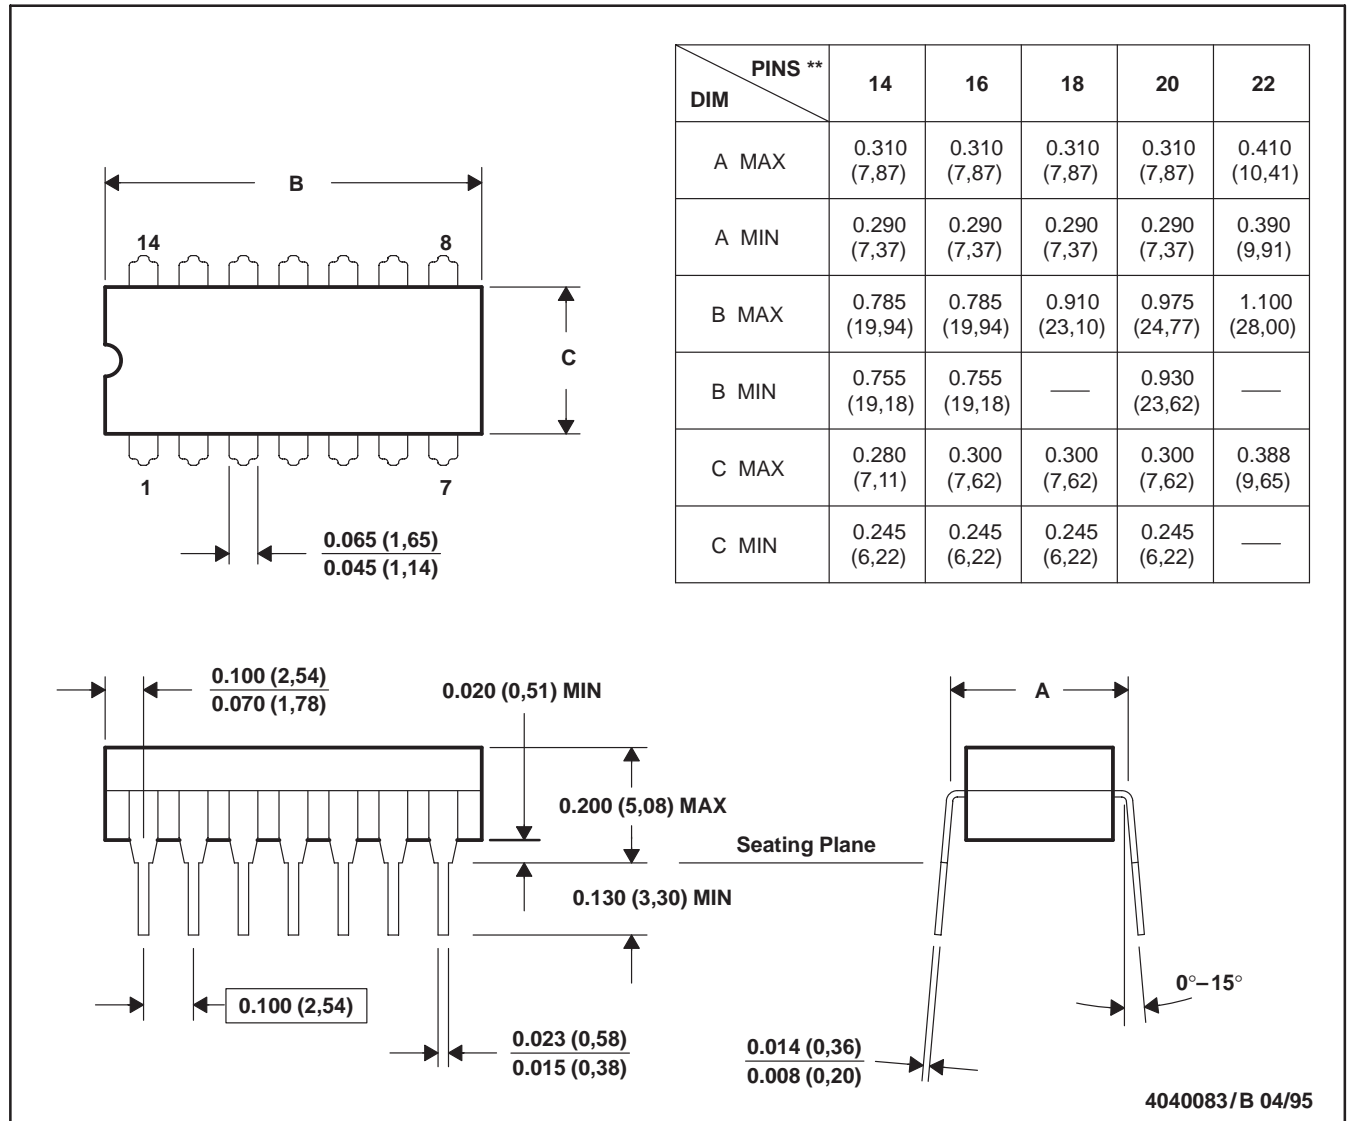 PINS ** 14 16 18 20 22
DIM
A MAX 0.310 (7,87) 0.310 (7,87) 0.310 (7,87) 0.310 (7,87) 0.410 (10,41)
A MIN 0.290 (7,37) 0.290 (7,37) 0.290 (7,37) 0.290 (7,37) 0.390 (9,91)
B MAX 0.785 (19,94) 0.785 (19,94) 0.910 (23,10) 0.975 (24,77) 1.100 (28,00)
B MIN 0.755 (19,18) 0.755 (19,18) — 0.930 (23,62) —
C MAX 0.280 (7,11) 0.300 (7,62) 0.300 (7,62) 0.300 (7,62) 0.388 (9,65)
C MIN 0.245 (6,22) 0.245 (6,22) 0.245 (6,22) 0.245 (6,22) —
B
14 8
C
1 7
0.065 (1,65)
0.045 (1,14)
0.100 (2,54)
0.070 (1,78)
0.020 (0,51) MIN
0.200 (5,08) MAX
Seating Plane
0.130 (3,30) MIN
0.100 (2,54)
0.023 (0,58)
0.015 (0,38)
A
0°–15°
0.014 (0,36)
0.008 (0,20)
4040083/B 04/95